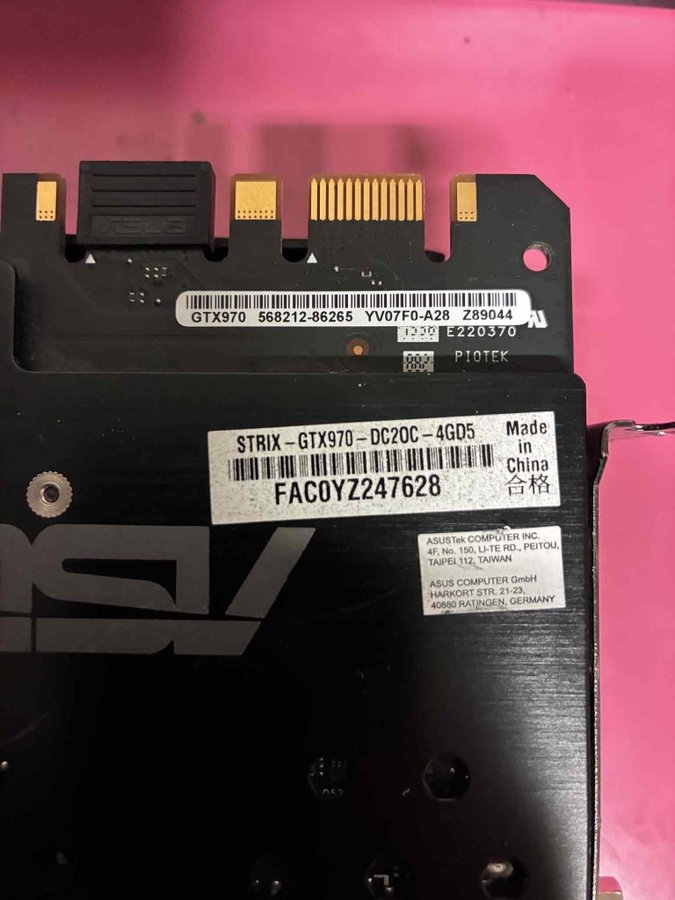 ASUS
GTX970 568212-86265 YV07F0-A28 Z89044
E220370
PIOTEK
STRIX-GTX970-DC2OC-4GD5
FAC0YZ247628
Made
in
China
合格
ASUSTek COMPUTER INC.
4F, No. 150, LI-TE RD., PEITOU,
TAIPEI 112, TAIWAN
ASUS COMPUTER GmbH
HARKORT STR. 21-23,
40880 RATINGEN, GERMANY